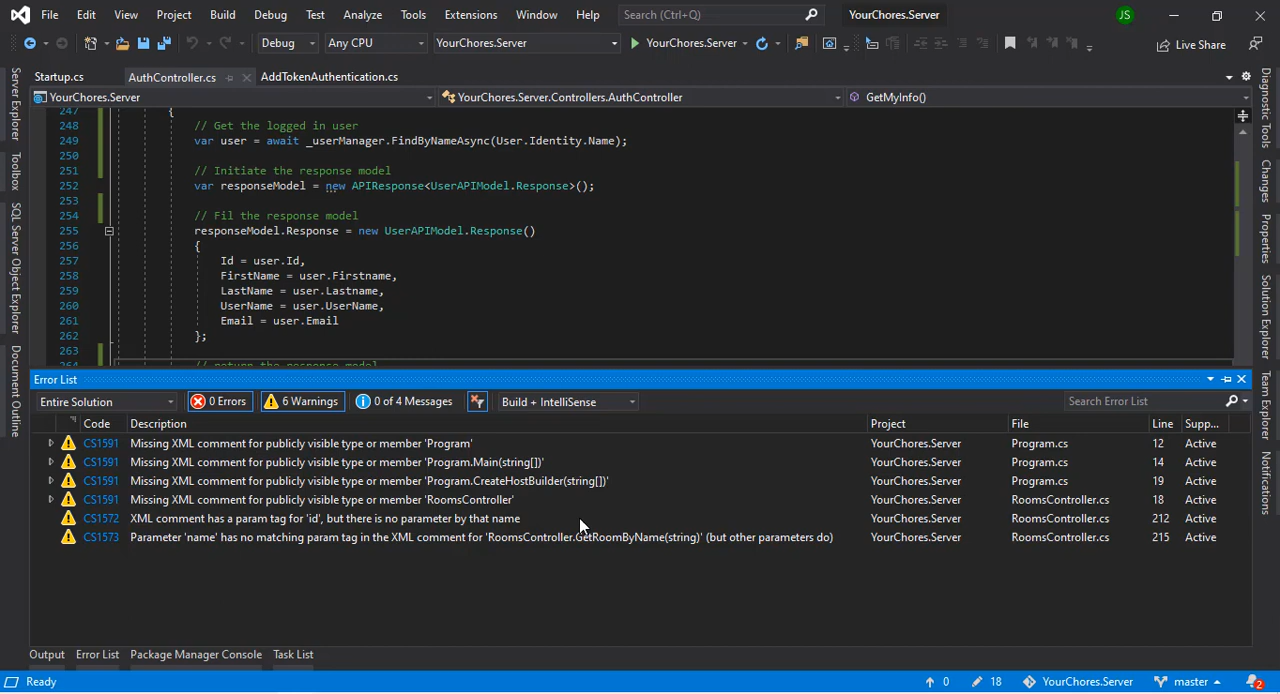 File Edit View Project Build Debug Test Analyze Tools Extensions Window Help Search (Ctrl+Q) YourChores.Server JS
Debug Any CPU YourChores.Server YourChores.Server Live Share
Startup.cs AuthController.cs AddTokenAuthentication.cs
YourChores.Server YourChores.Server.Controllers.AuthController GetMyInfo()
247 {
248 // Get the logged in user
249 var user = await _userManager.FindByNameAsync(User.Identity.Name);
250
251 // Initiate the response model
252 var responseModel = new APIResponse<UserAPIModel.Response>();
253
254 // Fil the response model
255 responseModel.Response = new UserAPIModel.Response()
256 {
257 Id = user.Id,
258 FirstName = user.Firstname,
259 LastName = user.Lastname,
260 UserName = user.UserName,
261 Email = user.Email
262 };
263
264 // return the response model
Server Explorer
Toolbox
SQL Server Object Explorer
Document Outline
Diagnostic Tools
Changes
Properties
Solution Explorer
Team Explorer
Notifications
Error List
Entire Solution 0 Errors 6 Warnings 0 of 4 Messages Build + IntelliSense Search Error List
Code Description Project File Line Supp...
CS1591 Missing XML comment for publicly visible type or member 'Program' YourChores.Server Program.cs 12 Active
CS1591 Missing XML comment for publicly visible type or member 'Program.Main(string[])' YourChores.Server Program.cs 14 Active
CS1591 Missing XML comment for publicly visible type or member 'Program.CreateHostBuilder(string[])' YourChores.Server Program.cs 19 Active
CS1591 Missing XML comment for publicly visible type or member 'RoomsController' YourChores.Server RoomsController.cs 18 Active
CS1572 XML comment has a param tag for 'id', but there is no parameter by that name YourChores.Server RoomsController.cs 212 Active
CS1573 Parameter 'name' has no matching param tag in the XML comment for 'RoomsController.GetRoomByName(string)' (but other parameters do) YourChores.Server RoomsController.cs 215 Active
Output Error List Package Manager Console Task List
Ready 0 18 YourChores.Server master 2